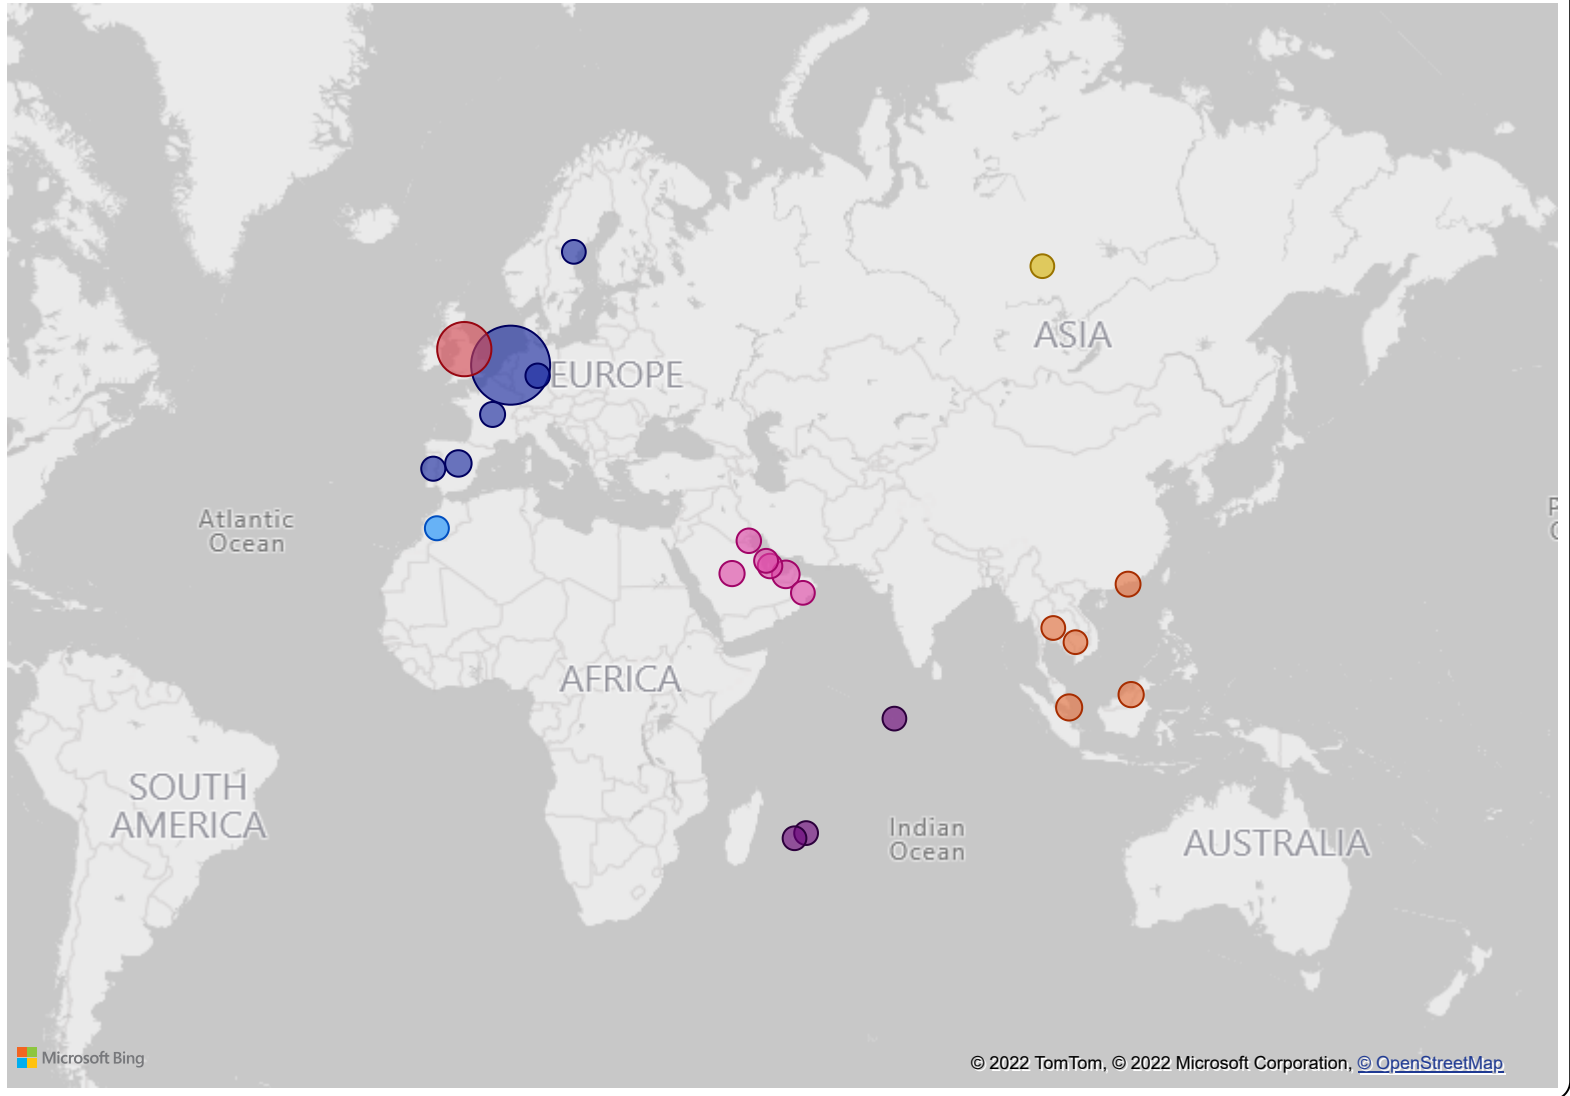 ASIA
EUROPE
Atlantic
Ocean
AFRICA
SOUTH
AMERICA
Indian
Ocean
AUSTRALIA
Microsoft Bing
© 2022 TomTom, © 2022 Microsoft Corporation, © OpenStreetMap